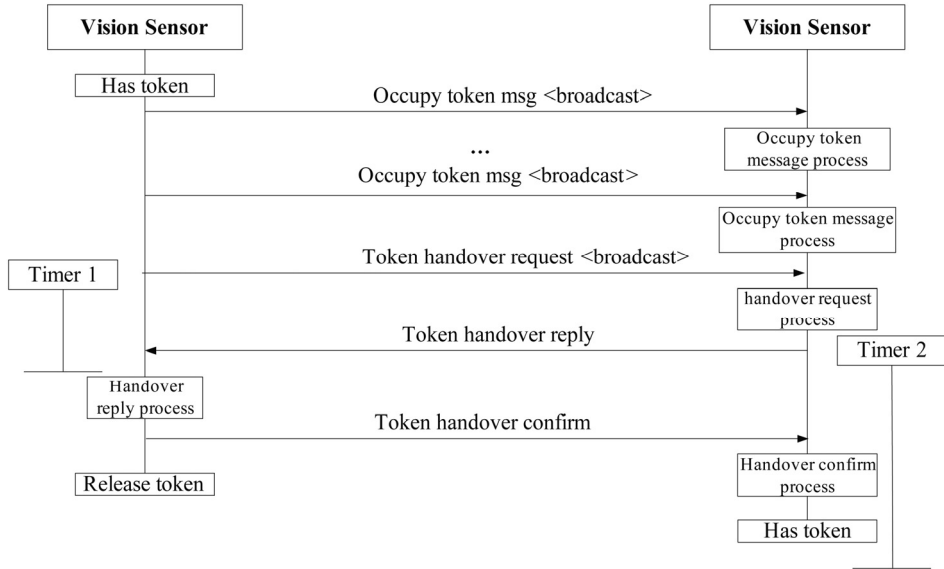 Vision Sensor
Vision Sensor
Has token
Occupy token msg <broadcast>
Occupy token
message process
...
Occupy token msg <broadcast>
Occupy token message
process
Token handover request <broadcast>
Timer 1
handover request
process
Token handover reply
Timer 2
Handover
reply process
Token handover confirm
Handover confirm
process
Release token
Has token